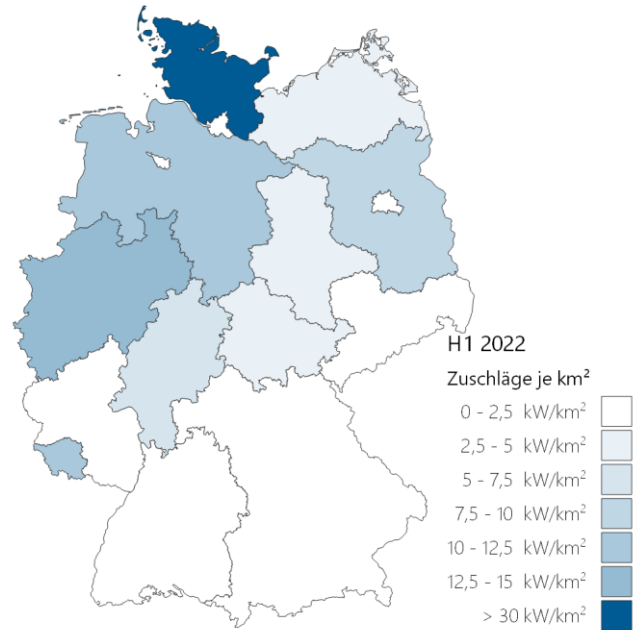 H1 2022
Zuschläge je km²
0 - 2,5 kW/km²
2,5 - 5 kW/km²
5 - 7,5 kW/km²
7,5 - 10 kW/km²
10 - 12,5 kW/km²
12,5 - 15 kW/km²
> 30 kW/km²